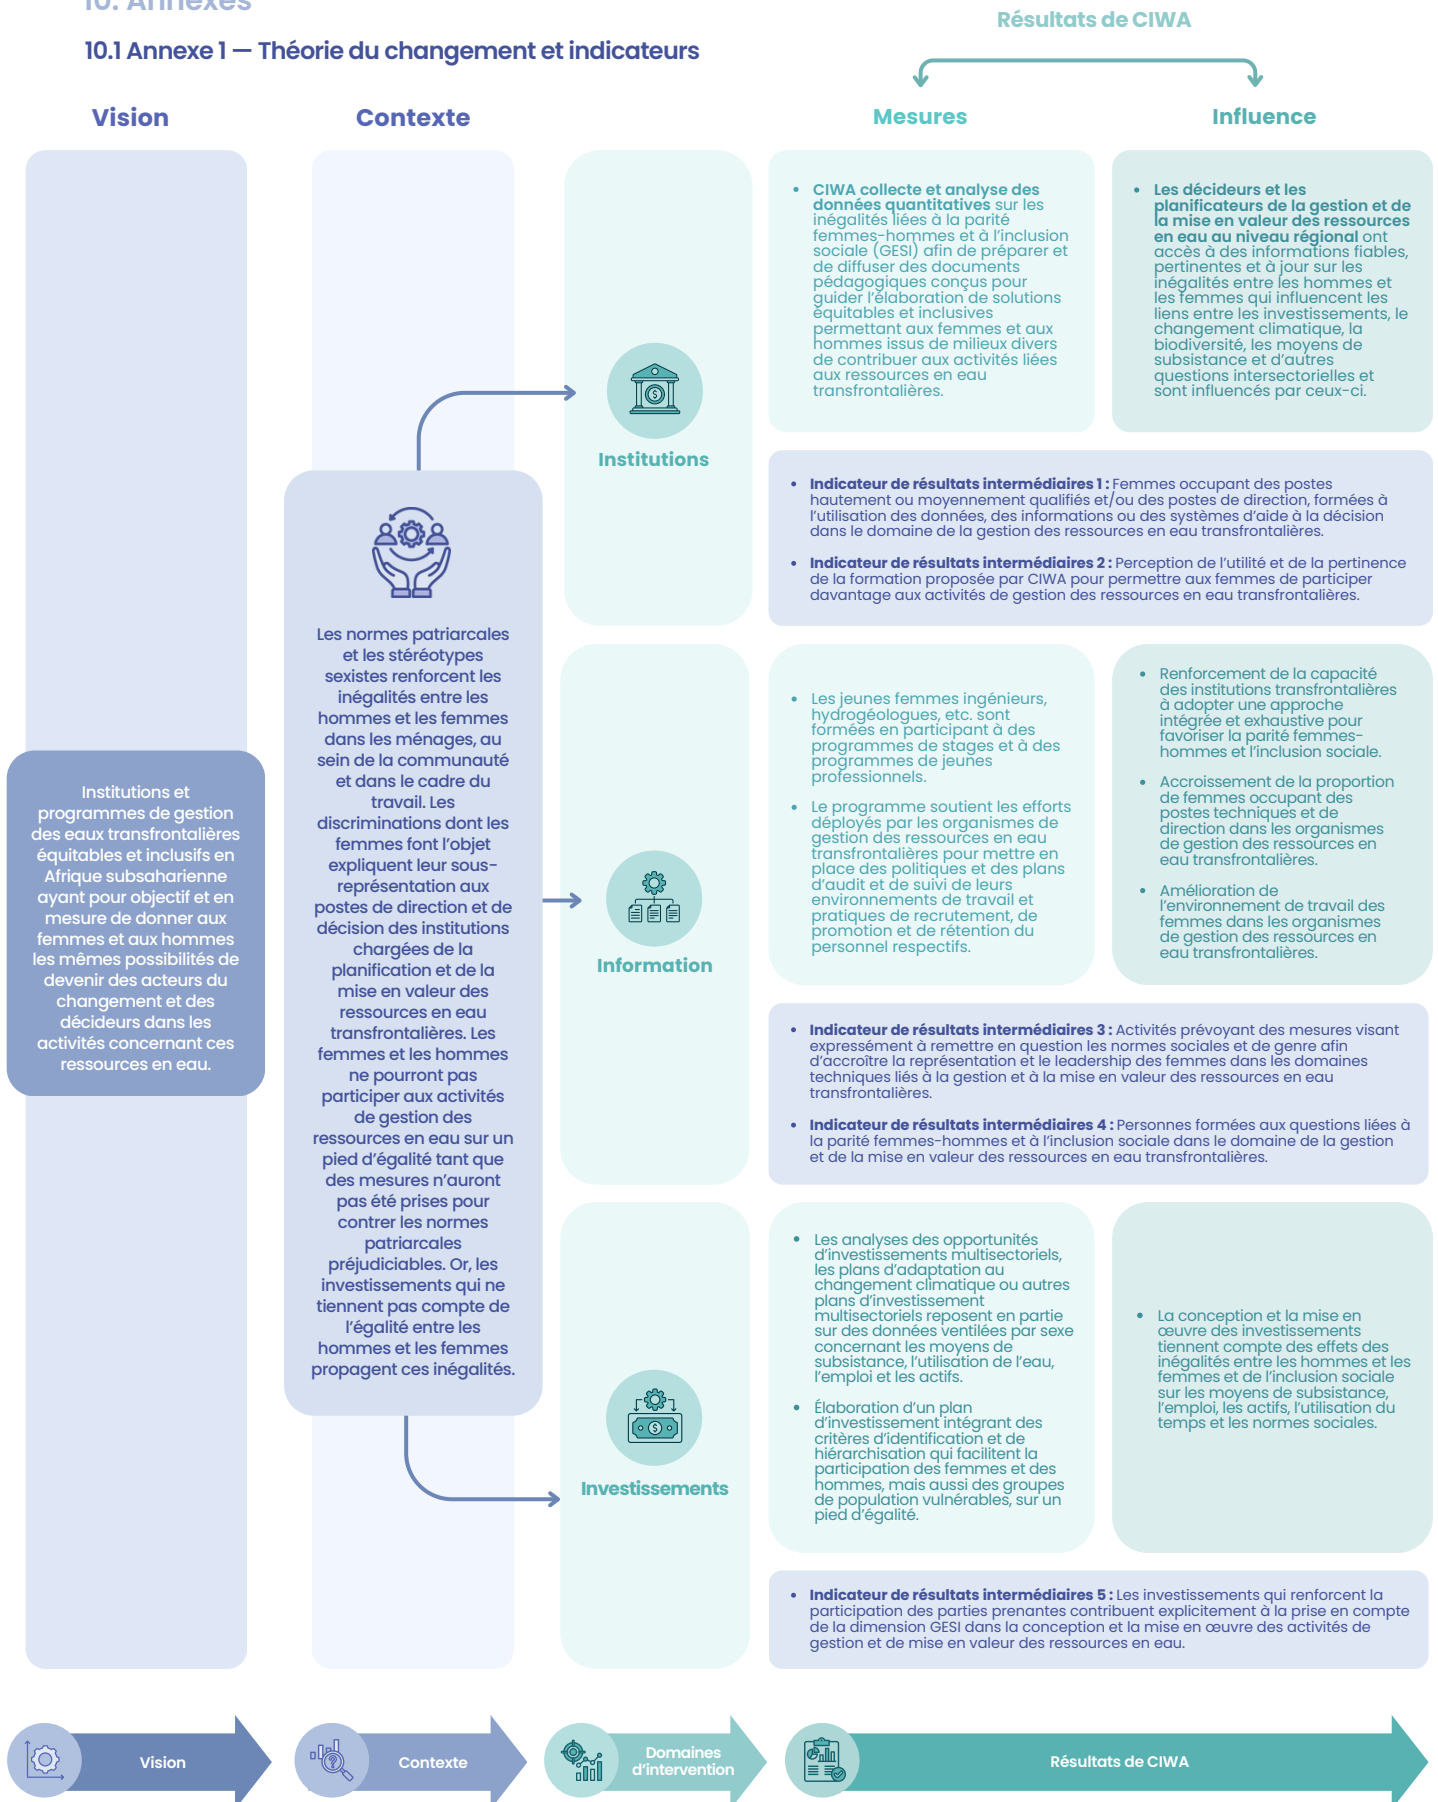 10. Annexes
10.1 Annexe 1 — Théorie du changement et indicateurs
Résultats de CIWA
Vision
Contexte
Mesures
Influence
Institutions et
programmes de gestion
des eaux transfrontalières
équitables et inclusifs en
Afrique subsaharienne
ayant pour objectif et en
mesure de donner aux
femmes et aux hommes
les mêmes possibilités de
devenir des acteurs du
changement et des
décideurs dans les
activités concernant ces
ressources en eau.
Les normes patriarcales
et les stéréotypes
sexistes renforcent les
inégalités entre les
hommes et les femmes
dans les ménages, au
sein de la communauté
et dans le cadre du
travail. Les
discriminations dont les
femmes font l’objet
expliquent leur sous-
représentation aux
postes de direction et de
décision des institutions
chargées de la
planification et de la
mise en valeur des
ressources en eau
transfrontalières. Les
femmes et les hommes
ne pourront pas
participer aux activités
de gestion des
ressources en eau sur un
pied d’égalité tant que
des mesures n’auront
pas été prises pour
contrer les normes
patriarcales
préjudiciables. Or, les
investissements qui ne
tiennent pas compte de
l’égalité entre les
hommes et les femmes
propagent ces inégalités.
Institutions
• CIWA collecte et analyse des
données quantitatives sur les
inégalités liées à la parité
femmes-hommes et à l’inclusion
sociale (GESI) afin de préparer et
de diffuser des documents
pédagogiques conçus pour
guider l’élaboration de solutions
équitables et inclusives
permettant aux femmes et aux
hommes issus de milieux divers
de contribuer aux activités liées
aux ressources en eau
transfrontalières.
• Les décideurs et les
planificateurs de la gestion et de
la mise en valeur des ressources
en eau au niveau régional ont
accès à des informations fiables,
pertinentes et à jour sur les
inégalités entre les hommes et
les femmes qui influencent les
liens entre les investissements, le
changement climatique, la
biodiversité, les moyens de
subsistance et d’autres
questions intersectorielles et
sont influencés par ceux-ci.
• Indicateur de résultats intermédiaires 1 : Femmes occupant des postes
hautement ou moyennement qualifiés et/ou des postes de direction, formées à
l’utilisation des données, des informations ou des systèmes d’aide à la décision
dans le domaine de la gestion des ressources en eau transfrontalières.
• Indicateur de résultats intermédiaires 2 : Perception de l’utilité et de la pertinence
de la formation proposée par CIWA pour permettre aux femmes de participer
davantage aux activités de gestion des ressources en eau transfrontalières.
Information
• Les jeunes femmes ingénieurs,
hydrogéologues, etc. sont
formées en participant à des
programmes de stages et à des
programmes de jeunes
professionnels.
• Le programme soutient les efforts
déployés par les organismes de
gestion des ressources en eau
transfrontalières pour mettre en
place des politiques et des plans
d’audit et de suivi de leurs
environnements de travail et
pratiques de recrutement, de
promotion et de rétention du
personnel respectifs.
• Renforcement de la capacité
des institutions transfrontalières
à adopter une approche
intégrée et exhaustive pour
favoriser la parité femmes-
hommes et l’inclusion sociale.
• Accroissement de la proportion
de femmes occupant des
postes techniques et de
direction dans les organismes
de gestion des ressources en
eau transfrontalières.
• Amélioration de
l’environnement de travail des
femmes dans les organismes
de gestion des ressources en
eau transfrontalières.
• Indicateur de résultats intermédiaires 3 : Activités prévoyant des mesures visant
expressément à remettre en question les normes sociales et de genre afin
d’accroître la représentation et le leadership des femmes dans les domaines
techniques liés à la gestion et à la mise en valeur des ressources en eau
transfrontalières.
• Indicateur de résultats intermédiaires 4 : Personnes formées aux questions liées à
la parité femmes-hommes et à l’inclusion sociale dans le domaine de la gestion
et de la mise en valeur des ressources en eau transfrontalières.
Investissements
• Les analyses des opportunités
d’investissements multisectoriels,
les plans d’adaptation au
changement climatique ou autres
plans d’investissement
multisectoriels reposent en partie
sur des données ventilées par sexe
concernant les moyens de
subsistance, l’utilisation de l’eau,
l’emploi et les actifs.
• Élaboration d’un plan
d’investissement intégrant des
critères d’identification et de
hiérarchisation qui facilitent la
participation des femmes et des
hommes, mais aussi des groupes
de population vulnérables, sur un
pied d’égalité.
• La conception et la mise en
œuvre des investissements
tiennent compte des effets des
inégalités entre les hommes et les
femmes et de l’inclusion sociale
sur les moyens de subsistance,
l’emploi, les actifs, l’utilisation du
temps et les normes sociales.
• Indicateur de résultats intermédiaires 5 : Les investissements qui renforcent la
participation des parties prenantes contribuent explicitement à la prise en compte
de la dimension GESI dans la conception et la mise en œuvre des activités de
gestion et de mise en valeur des ressources en eau.
Vision
Contexte
Domaines
d’intervention
Résultats de CIWA